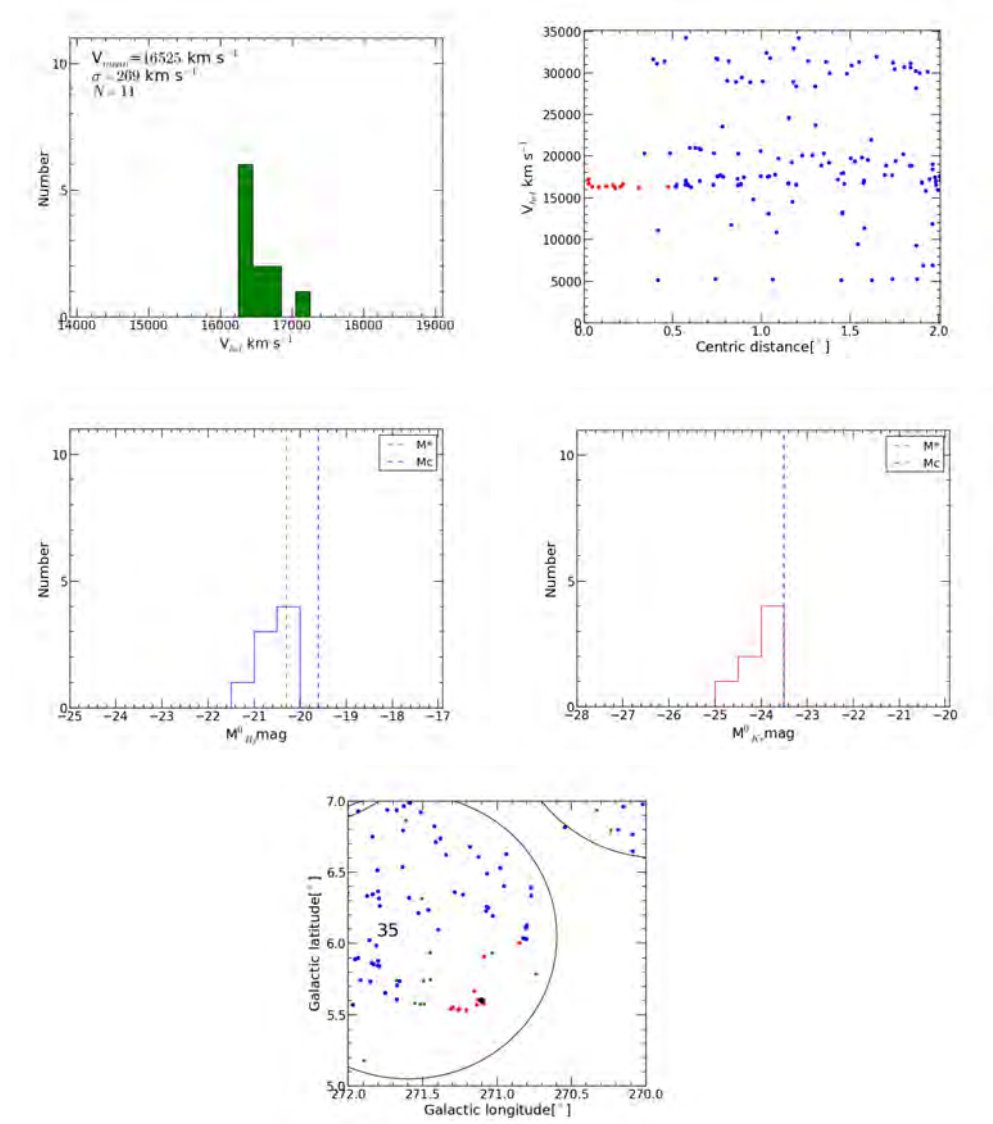 V_mean=16525 km s⁻¹
σ=269 km s⁻¹
N=11
10
5
0
Number
14000 15000 16000 17000 18000 19000
V_hel km s⁻¹
35000
30000
25000
20000
15000
10000
5000
0
V_hel km s⁻¹
0.0 0.5 1.0 1.5 2.0
Centric distance[°]
M*
Mc
10
5
0
Number
−25 −23 −22 −21 −20 −19 −18 −17
mag
M*
Mc
10
5
0
Number
−28 −27 −26 −25 −24 −23 −22 −21 −20
mag
7.0
6.5
6.0
5.5
5.0
Galactic latitude[°]
35
272.0 271.5 271.0 270.5 270.0
Galactic longitude[°]